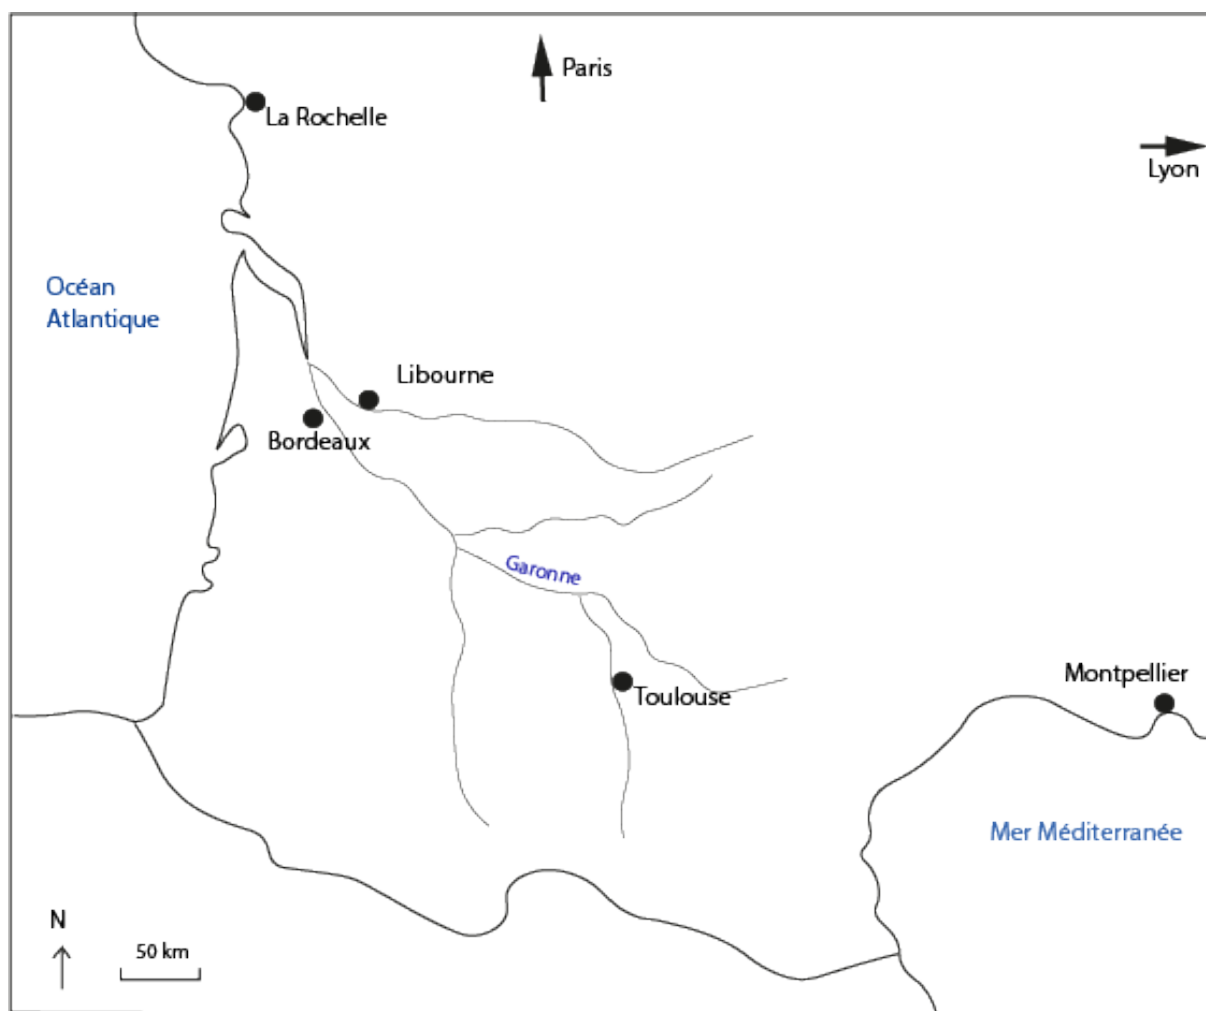 Paris
La Rochelle
Lyon
Océan
Atlantique
Libourne
Bordeaux
Garonne
Montpellier
Toulouse
Mer Méditerranée
N
50 km